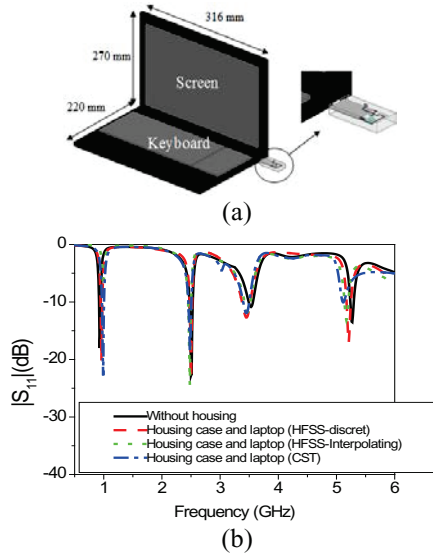 316 mm
270 mm
Screen
220 mm
Keyboard
(a)
|S11|(dB)
0
-10
-20
-30
-40
Without housing
Housing case and laptop (HFSS-discret)
Housing case and laptop (HFSS-Interpolating)
Housing case and laptop (CST)
1 2 3 4 5 6
Frequency (GHz)
(b)